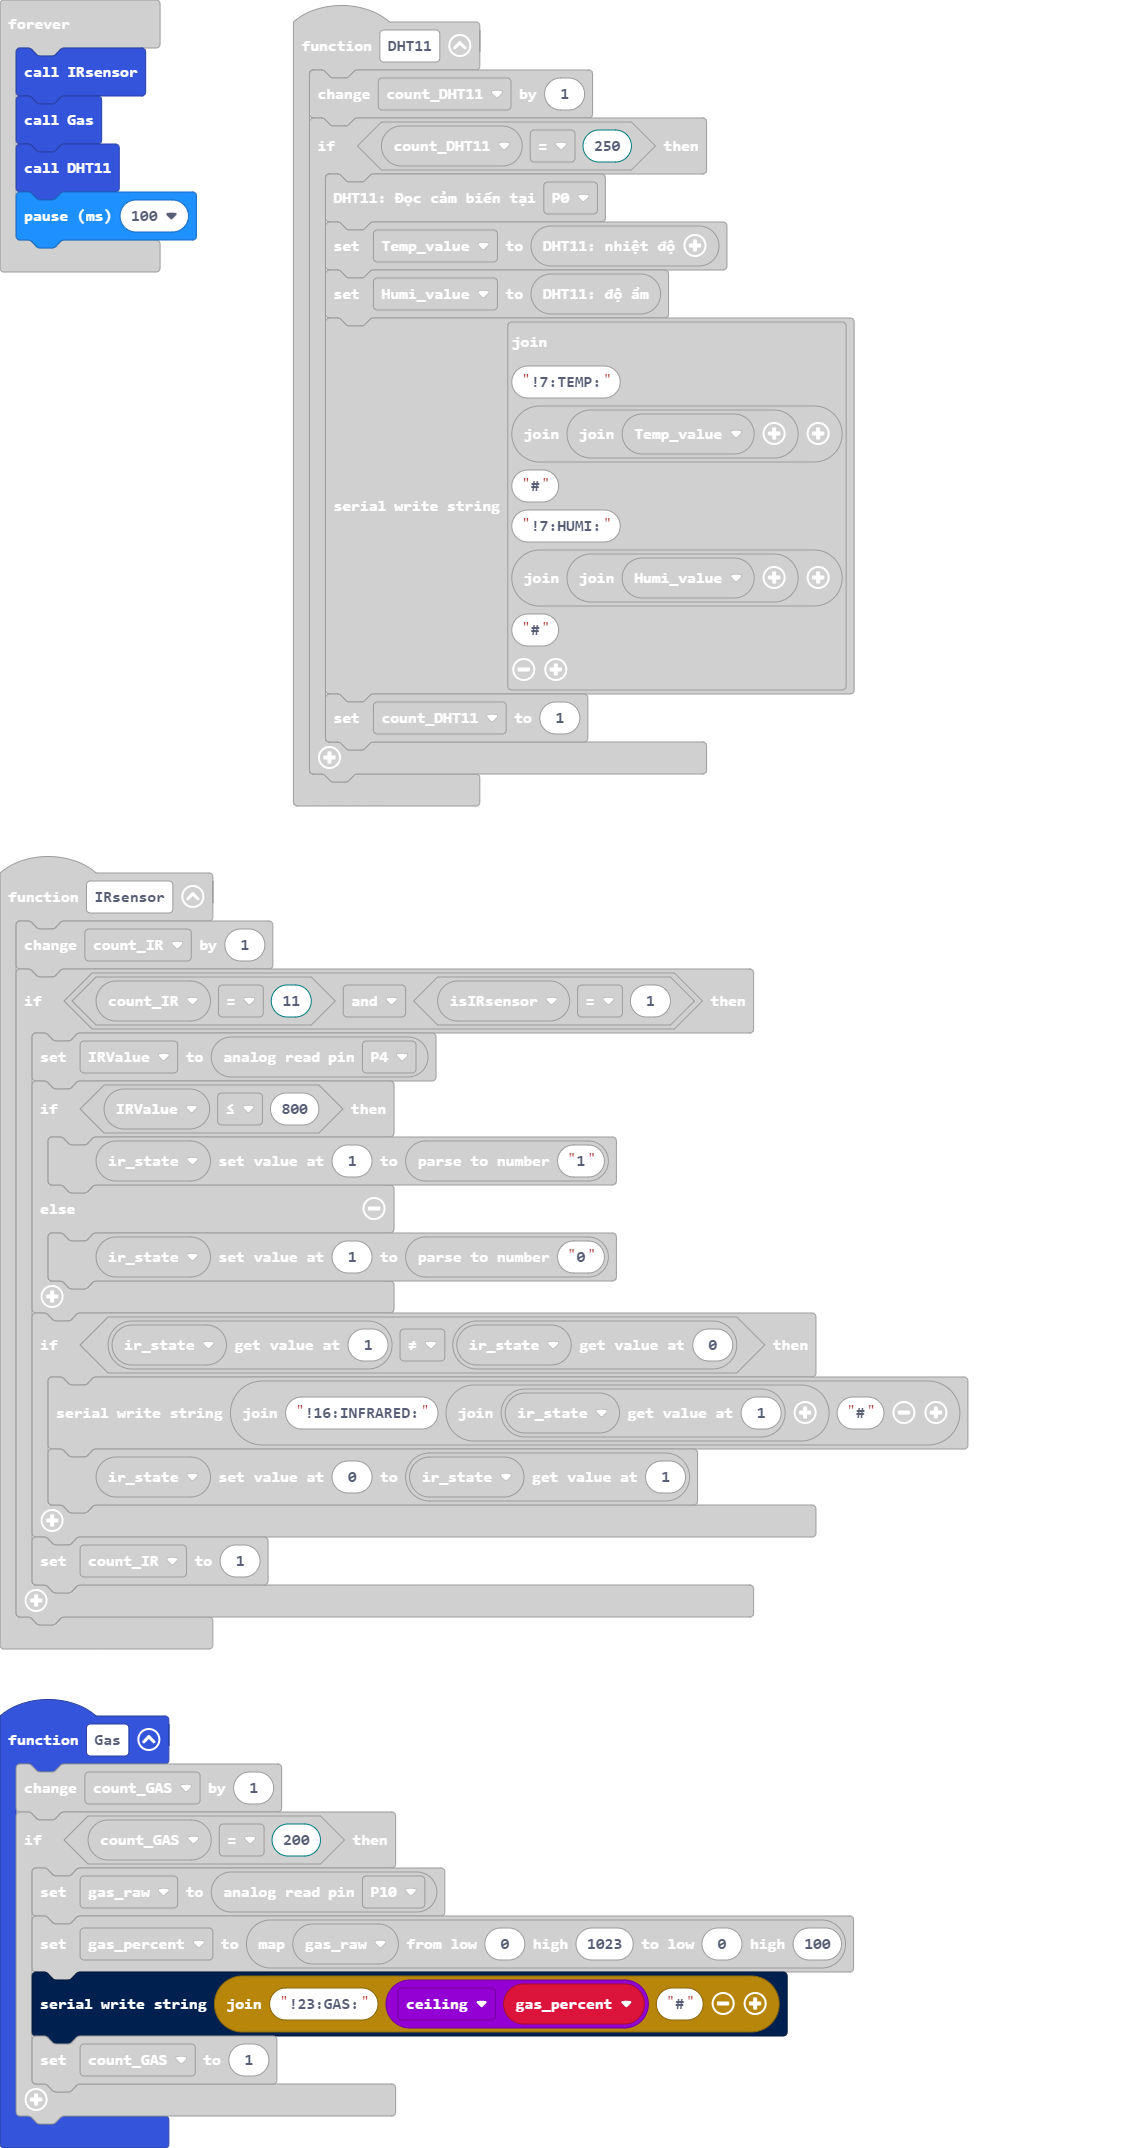 forever
call IRsensor
call Gas
call DHT11
pause (ms) 100
function DHT11
change count_DHT11 by 1
if count_DHT11 = 250 then
DHT11: Đọc cảm biến tại P0
set Temp_value to DHT11: nhiệt độ
set Humi_value to DHT11: độ ẩm
join
"!7:TEMP:"
join join Temp_value
"#"
serial write string
"!7:HUMI:"
join join Humi_value
"#"
set count_DHT11 to 1
function IRsensor
change count_IR by 1
if count_IR = 11 and isIRsensor = 1 then
set IRValue to analog read pin P4
if IRValue ≤ 800 then
ir_state set value at 1 to parse to number "1"
else
ir_state set value at 1 to parse to number "0"
if ir_state get value at 1 ≠ ir_state get value at 0 then
serial write string join "!16:INFRARED:" join ir_state get value at 1 "#"
ir_state set value at 0 to ir_state get value at 1
set count_IR to 1
function Gas
change count_GAS by 1
if count_GAS = 200 then
set gas_raw to analog read pin P10
set gas_percent to map gas_raw from low 0 high 1023 to low 0 high 100
serial write string join "!23:GAS:" ceiling gas_percent "#"
set count_GAS to 1